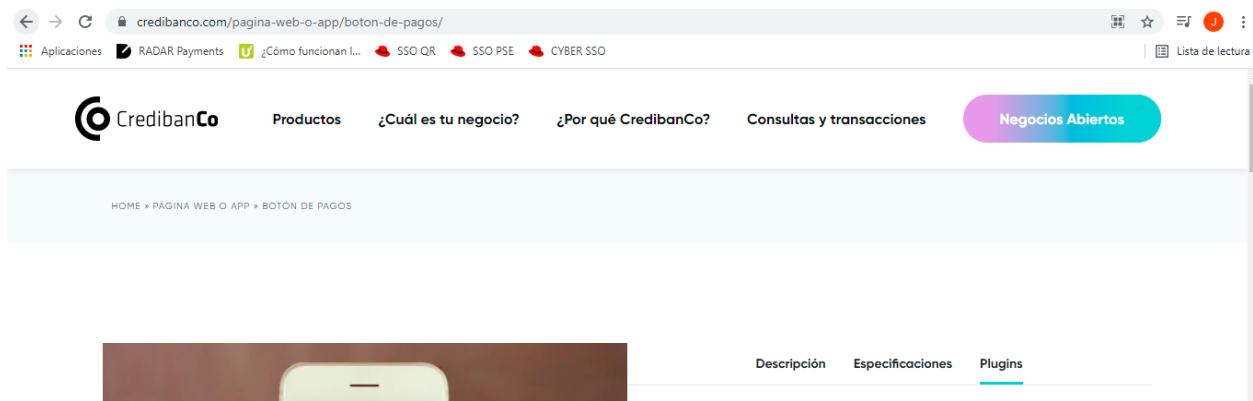 credibanco.com/pagina-web-o-app/boton-de-pagos/
J
Aplicaciones RADAR Payments ¿Cómo funcionan l... SSO QR SSO PSE CYBER SSO Lista de lectura
CredibanCo Productos ¿Cuál es tu negocio? ¿Por qué CredibanCo? Consultas y transacciones Negocios Abiertos
HOME » PÁGINA WEB O APP » BOTÓN DE PAGOS
Descripción Especificaciones Plugins